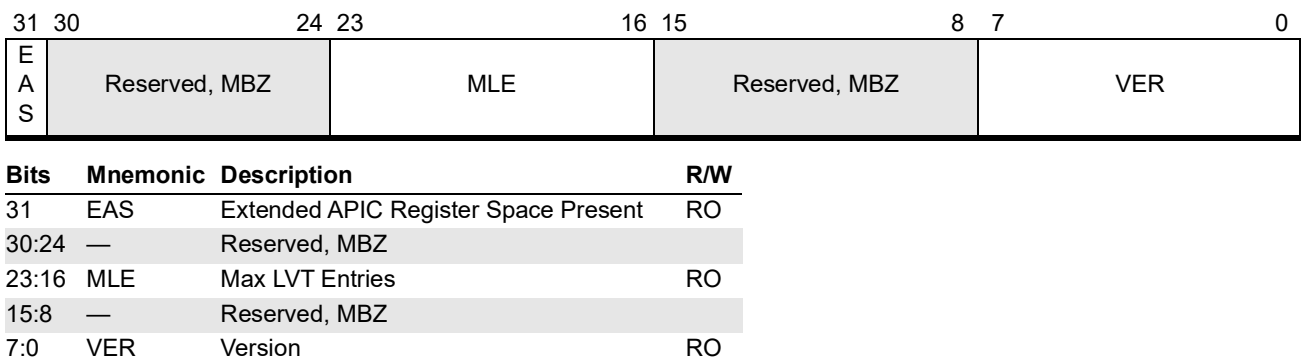 31 30 24 23 16 15 8 7 0
E
A
S
Reserved, MBZ MLE Reserved, MBZ VER
Bits Mnemonic Description R/W
31 EAS Extended APIC Register Space Present RO
30:24 — Reserved, MBZ
23:16 MLE Max LVT Entries RO
15:8 — Reserved, MBZ
7:0 VER Version RO